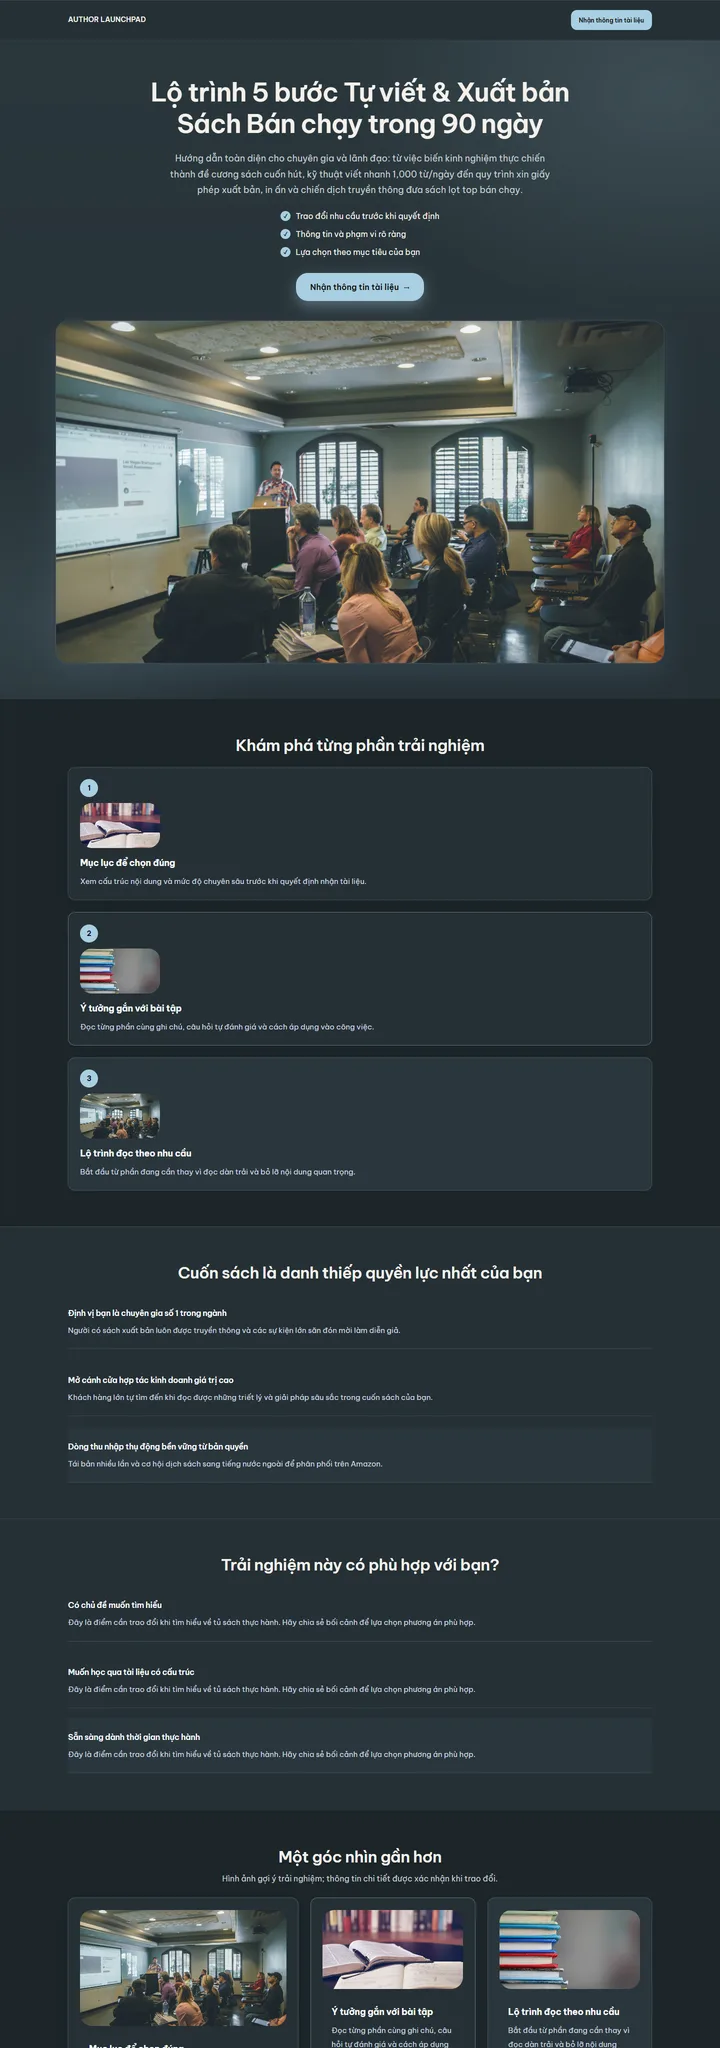 AUTHOR LAUNCHPAD
Nhận thông tin tài liệu
Lộ trình 5 bước Tự viết & Xuất bản
Sách Bán chạy trong 90 ngày
Hướng dẫn toàn diện cho chuyên gia và lãnh đạo: từ việc biến kinh nghiệm thực chiến
thành đề cương sách cuốn hút, kỹ thuật viết nhanh 1,000 từ/ngày đến quy trình xin giấy
phép xuất bản, in ấn và chiến dịch truyền thông đưa sách lọt top bán chạy.
✓ Trao đổi nhu cầu trước khi quyết định
✓ Thông tin và phạm vi rõ ràng
✓ Lựa chọn theo mục tiêu của bạn
Nhận thông tin tài liệu →
Khám phá từng phần trải nghiệm
1
Mục lục để chọn đúng
Xem cấu trúc nội dung và mức độ chuyên sâu trước khi quyết định nhận tài liệu.
2
Ý tưởng gắn với bài tập
Đọc từng phần cùng ghi chú, câu hỏi tự đánh giá và cách áp dụng vào công việc.
3
Lộ trình đọc theo nhu cầu
Bắt đầu từ phần đang cần thay vì đọc dàn trải và bỏ lỡ nội dung quan trọng.
Cuốn sách là danh thiếp quyền lực nhất của bạn
Định vị bạn là chuyên gia số 1 trong ngành
Người có sách xuất bản luôn được truyền thông và các sự kiện lớn săn đón mời làm diễn giả.
Mở cánh cửa hợp tác kinh doanh giá trị cao
Khách hàng lớn tự tìm đến khi đọc được những triết lý và giải pháp sâu sắc trong cuốn sách của bạn.
Dòng thu nhập thụ động bền vững từ bản quyền
Tái bản nhiều lần và cơ hội dịch sách sang tiếng nước ngoài để phân phối trên Amazon.
Trải nghiệm này có phù hợp với bạn?
Có chủ đề muốn tìm hiểu
Đây là điểm cần trao đổi khi tìm hiểu về tủ sách thực hành. Hãy chia sẻ bối cảnh để lựa chọn phương án phù hợp.
Muốn học qua tài liệu có cấu trúc
Đây là điểm cần trao đổi khi tìm hiểu về tủ sách thực hành. Hãy chia sẻ bối cảnh để lựa chọn phương án phù hợp.
Sẵn sàng dành thời gian thực hành
Đây là điểm cần trao đổi khi tìm hiểu về tủ sách thực hành. Hãy chia sẻ bối cảnh để lựa chọn phương án phù hợp.
Một góc nhìn gần hơn
Hình ảnh gợi ý trải nghiệm; thông tin chi tiết được xác nhận khi trao đổi.
Mục lục để chọn đúng
Ý tưởng gắn với bài tập
Đọc từng phần cùng ghi chú, câu
hỏi tự đánh giá và cách áp dụng
Lộ trình đọc theo nhu cầu
Bắt đầu từ phần đang cần thay vì
đọc dàn trải và bỏ lỡ nội dung